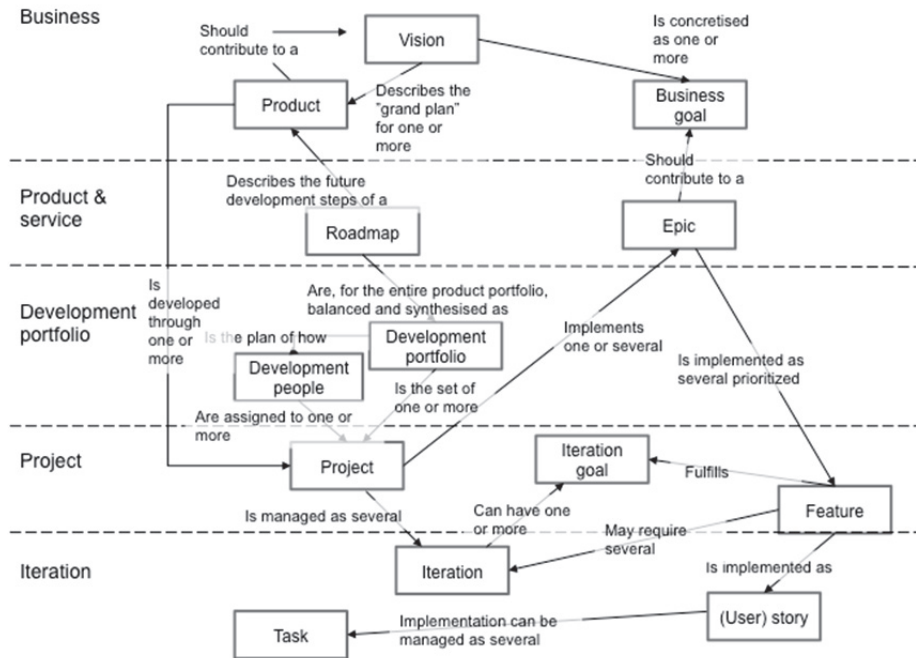 Business
Should
contribute to a
Vision
Is concretised
as one or
more
Product
Describes the
"grand plan"
for one or
more
Business
goal
Product &
service
Describes the future
development steps of a
Should
contribute to a
Roadmap
Epic
Development
portfolio
Is
developed
through
one or
more
Are, for the entire product portfolio,
balanced and synthesised as
Is the plan of how
Development
portfolio
Implements
one or several
Development
people
Is the set of
one or more
Is implemented as
several prioritized
Are assigned to one or
more
Project
Project
Iteration
goal
Fulfills
Is managed as several
Can have one
or more
Feature
May require
several
Iteration
Iteration
Is implemented as
Task
Implementation can be
managed as several
(User) story